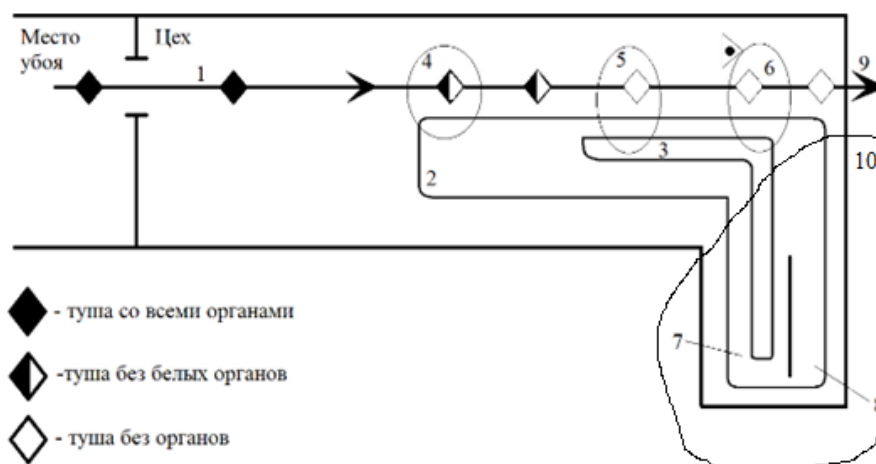 Место убоя
Цех
1
4
5
6
9
10
2
3
7
8
- туша со всеми органами
-туша без белых органов
- туша без органов